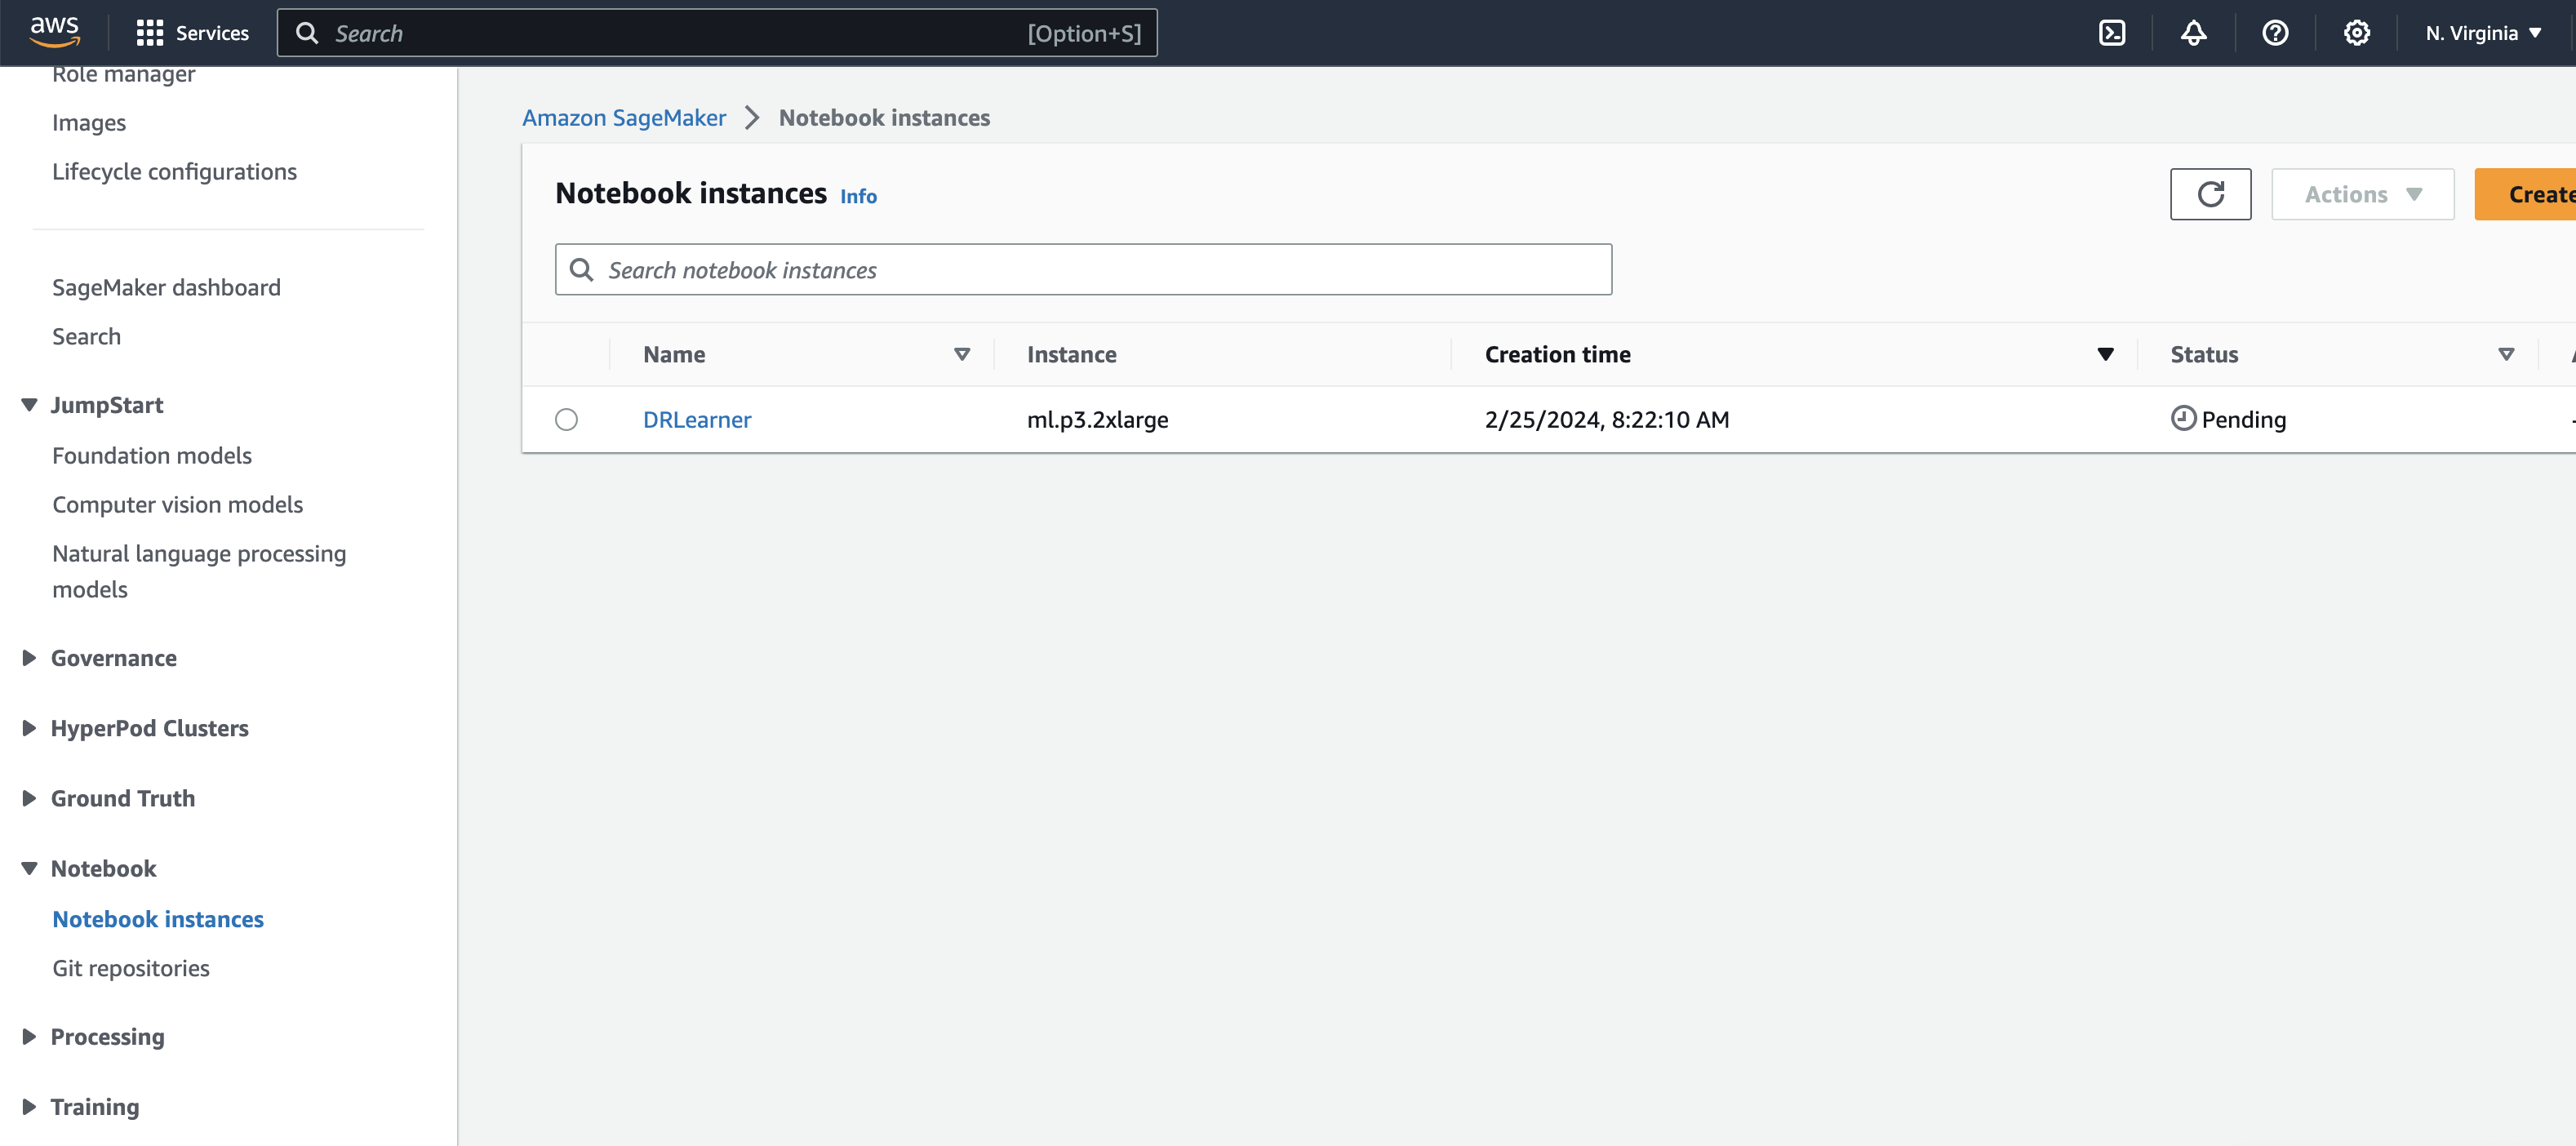 aws
Services
Search
[Option+S]
N. Virginia
Role manager
Images
Lifecycle configurations
SageMaker dashboard
Search
JumpStart
Foundation models
Computer vision models
Natural language processing
models
Governance
HyperPod Clusters
Ground Truth
Notebook
Notebook instances
Git repositories
Processing
Training
Amazon SageMaker
Notebook instances
Notebook instances Info
Actions
Create
Search notebook instances
Name
Instance
Creation time
Status
DRLearner
ml.p3.2xlarge
2/25/2024, 8:22:10 AM
Pending